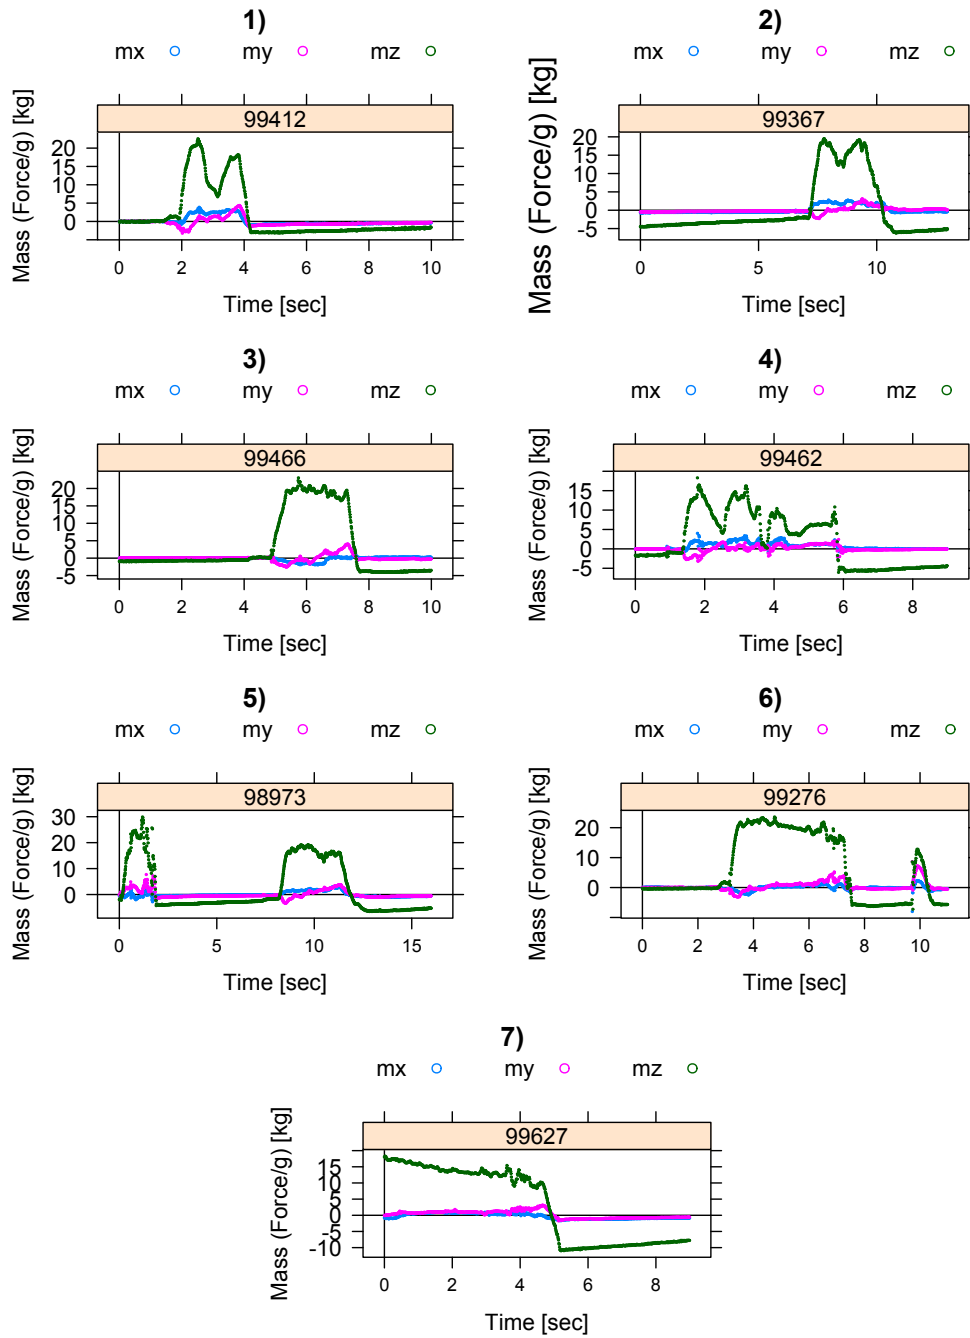 1)
mx my mz
99412
Mass (Force/g) [kg]
20
15
10
5
0
0 2 4 6 8 10
Time [sec]
2)
mx my mz
99367
Mass (Force/g) [kg]
20
15
10
5
0
-5
0 5 10
Time [sec]
3)
mx my mz
99466
Mass (Force/g) [kg]
20
15
10
5
0
-5
0 2 4 6 8 10
Time [sec]
4)
mx my mz
99462
Mass (Force/g) [kg]
15
10
5
0
-5
0 2 4 6 8
Time [sec]
5)
mx my mz
98973
Mass (Force/g) [kg]
30
20
10
0
0 5 10 15
Time [sec]
6)
mx my mz
99276
Mass (Force/g) [kg]
20
10
0
0 2 4 6 8 10
Time [sec]
7)
mx my mz
99627
Mass (Force/g) [kg]
15
10
5
0
-5
-10
0 2 4 6 8
Time [sec]